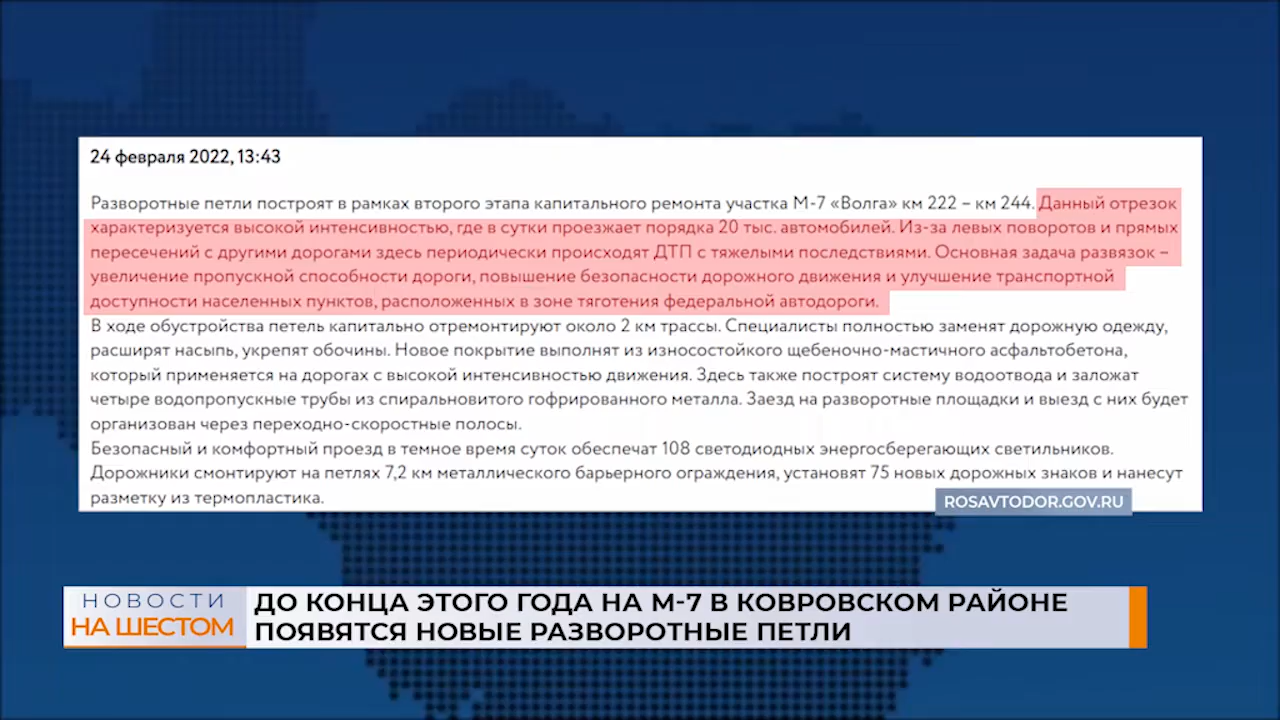 24 февраля 2022, 13:43
Разворотные петли построят в рамках второго этапа капитального ремонта участка М-7 «Волга» км 222 – км 244. Данный отрезок
характеризуется высокой интенсивностью, где в сутки проезжает порядка 20 тыс. автомобилей. Из-за левых поворотов и прямых
пересечений с другими дорогами здесь периодически происходят ДТП с тяжелыми последствиями. Основная задача развязок –
увеличение пропускной способности дороги, повышение безопасности дорожного движения и улучшение транспортной
доступности населенных пунктов, расположенных в зоне тяготения федеральной автодороги.
В ходе обустройства петель капитально отремонтируют около 2 км трассы. Специалисты полностью заменят дорожную одежду,
расширят насыпь, укрепят обочины. Новое покрытие выполнят из износостойкого щебеночно-мастичного асфальтобетона,
который применяется на дорогах с высокой интенсивностью движения. Здесь также построят систему водоотвода и заложат
четыре водопропускные трубы из спиральновитого гофрированного металла. Заезд на разворотные площадки и выезд с них будет
организован через переходно-скоростные полосы.
Безопасный и комфортный проезд в темное время суток обеспечат 108 светодиодных энергосберегающих светильников.
Дорожники смонтируют на петлях 7,2 км металлического барьерного ограждения, установят 75 новых дорожных знаков и нанесут
разметку из термопластика.
ROSAVTODOR.GOV.RU
НОВОСТИ
НА ШЕСТОМ
ДО КОНЦА ЭТОГО ГОДА НА М-7 В КОВРОВСКОМ РАЙОНЕ
ПОЯВЯТСЯ НОВЫЕ РАЗВОРОТНЫЕ ПЕТЛИ